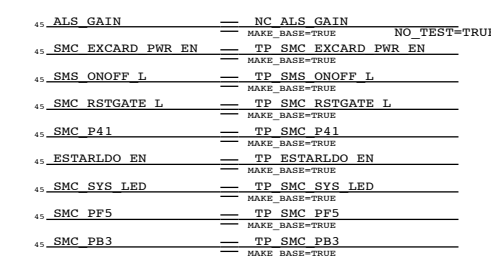 45 ALS_GAIN NC_ALS_GAIN
MAKE_BASE=TRUE NO_TEST=TRUE
45 SMC_EXCARD_PWR_EN TP_SMC_EXCARD_PWR_EN
MAKE_BASE=TRUE
45 SMS_ONOFF_L TP_SMS_ONOFF_L
MAKE_BASE=TRUE
45 SMC_RSTGATE_L TP_SMC_RSTGATE_L
MAKE_BASE=TRUE
45 SMC_P41 TP_SMC_P41
MAKE_BASE=TRUE
45 ESTARLDO_EN TP_ESTARLDO_EN
MAKE_BASE=TRUE
45 SMC_SYS_LED TP_SMC_SYS_LED
MAKE_BASE=TRUE
45 SMC_PF5 TP_SMC_PF5
MAKE_BASE=TRUE
45 SMC_PB3 TP_SMC_PB3
MAKE_BASE=TRUE